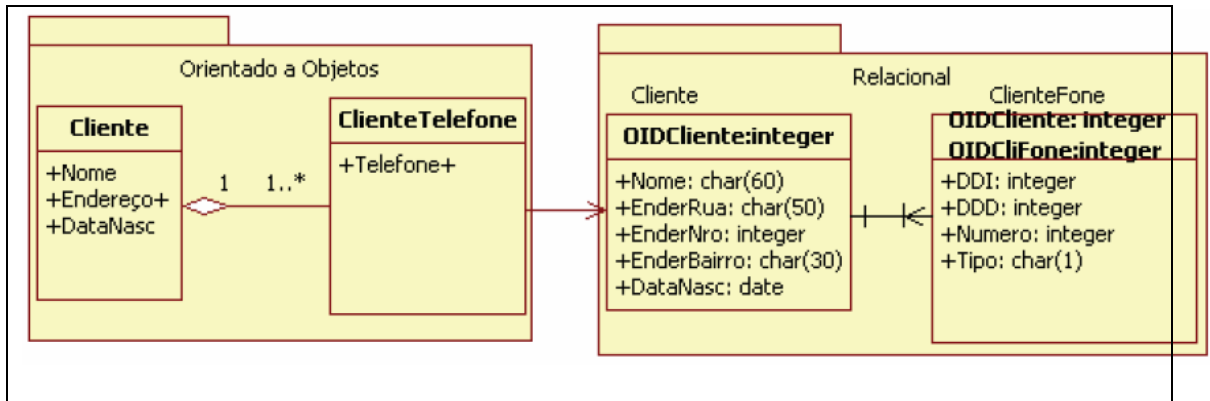 Orientado a Objetos
Cliente
+Nome
+Endereço+
+DataNasc
1
1..*
ClienteTelefone
+Telefone+
Relacional
Cliente
OIDCliente:integer
+Nome: char(60)
+EnderRua: char(50)
+EnderNro: integer
+EnderBairro: char(30)
+DataNasc: date
ClienteFone
OIDCliente: integer
OIDCliFone:integer
+DDI: integer
+DDD: integer
+Numero: integer
+Tipo: char(1)